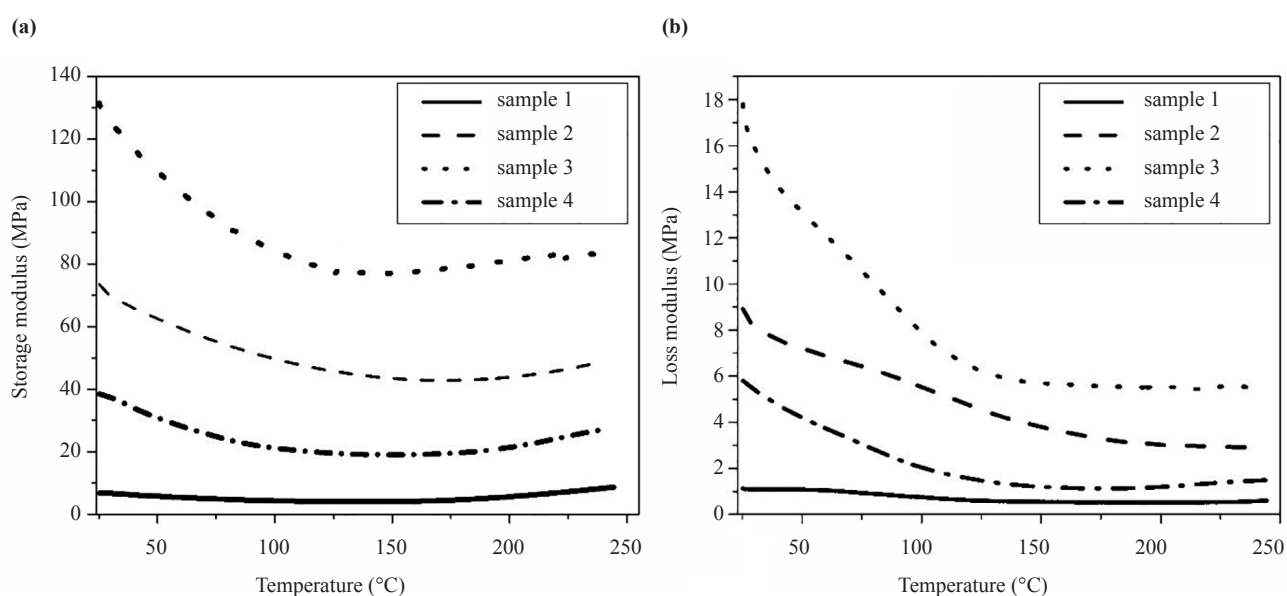 (a)
Storage modulus (MPa)
140
120
100
80
60
40
20
0
50
100
150
200
250
Temperature (°C)
sample 1
sample 2
sample 3
sample 4
(b)
Loss modulus (MPa)
18
16
14
12
10
8
6
4
2
0
50
100
150
200
250
Temperature (°C)
sample 1
sample 2
sample 3
sample 4